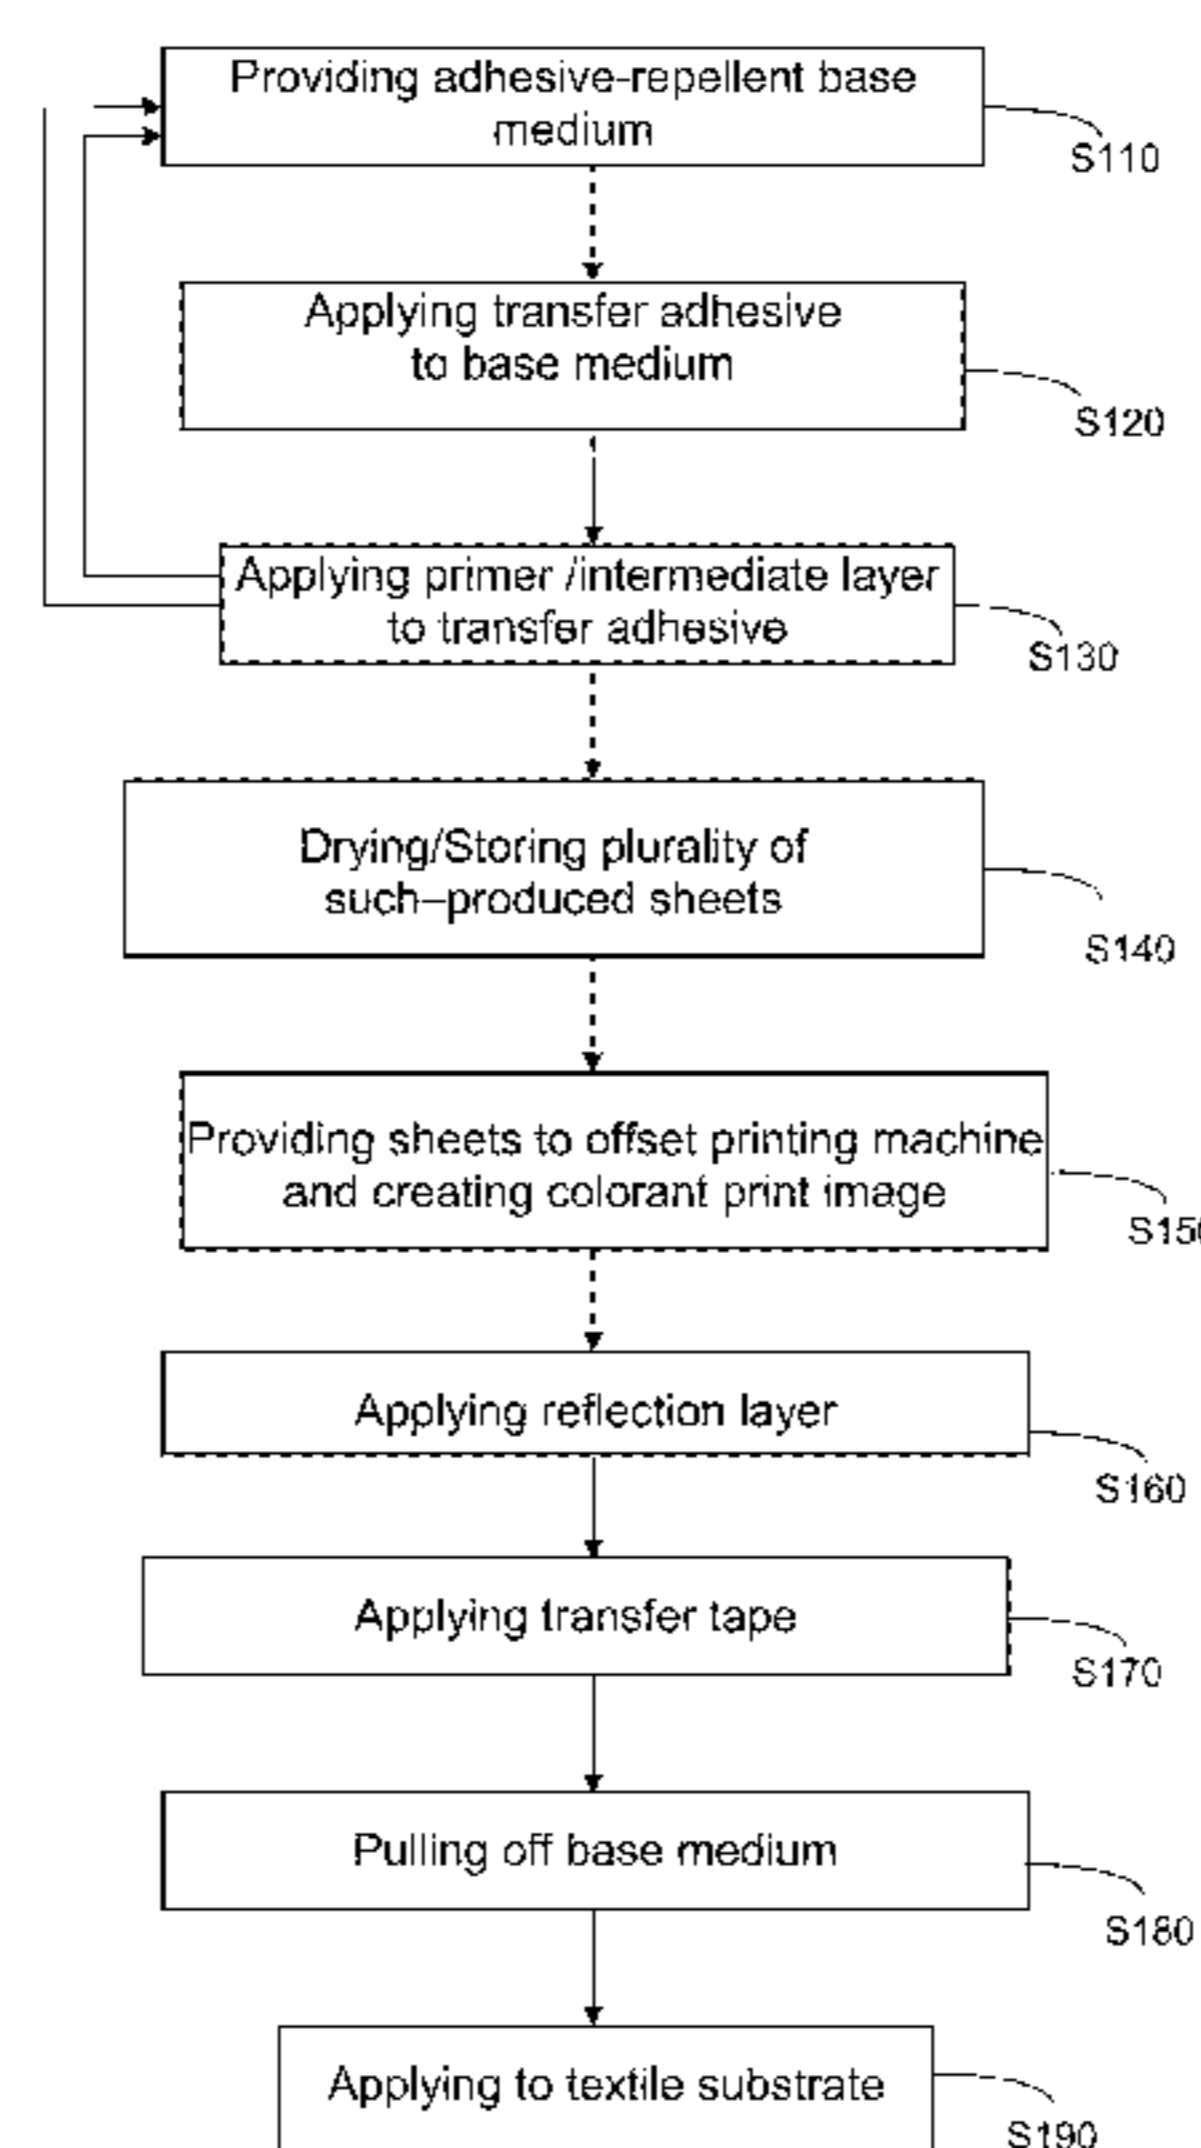 Providing adhesive-repellent base
medium
S110
Applying transfer adhesive
to base medium
S120
Applying primer /intermediate layer
to transfer adhesive
S130
Drying/Storing plurality of
such–produced sheets
S140
Providing sheets to offset printing machine
and creating colorant print image
S150
Applying reflection layer
S160
Applying transfer tape
S170
Pulling off base medium
S180
Applying to textile substrate
S190